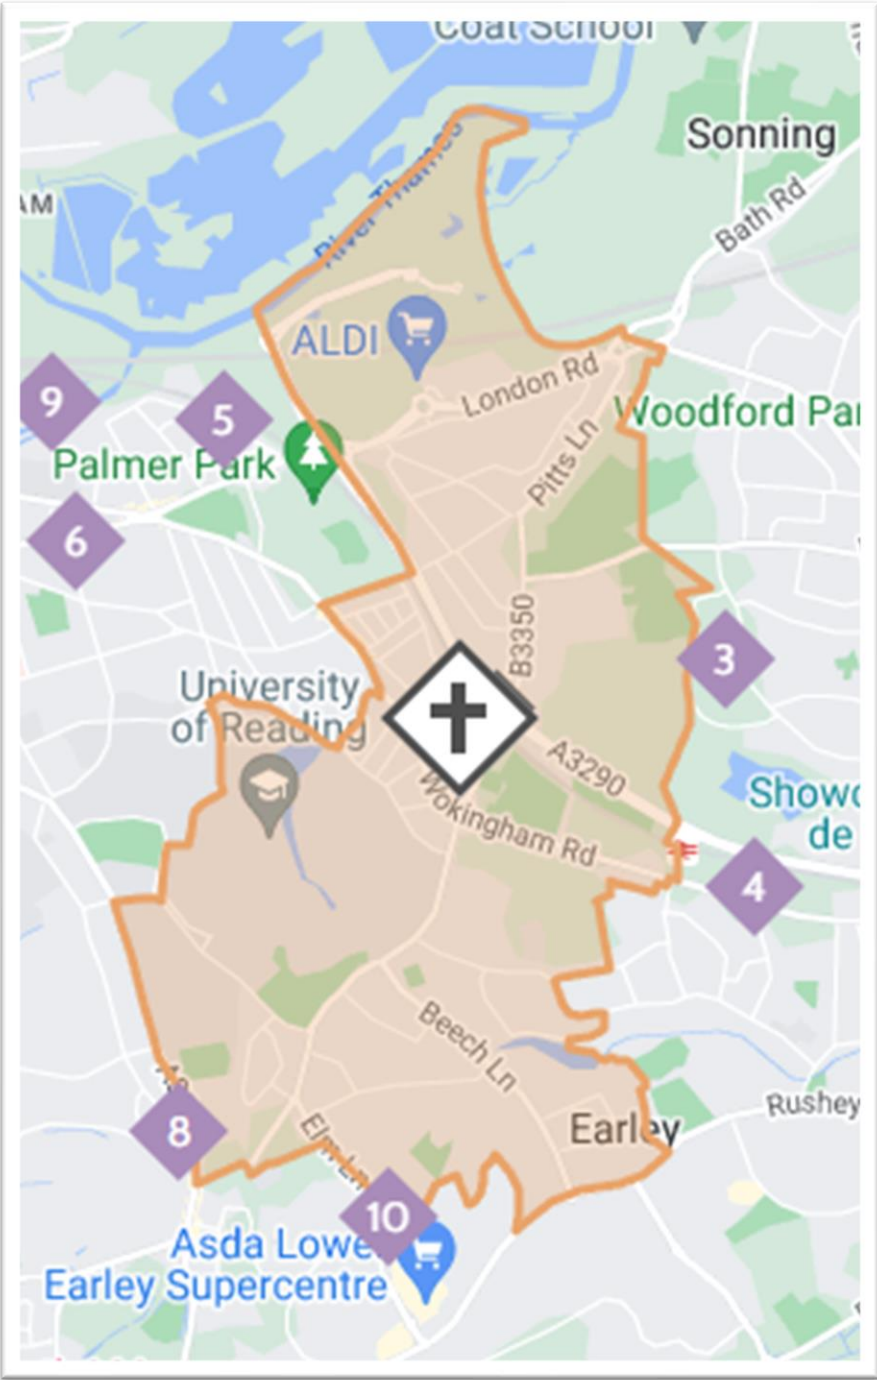 Coat School
Sonning
AM
Bath Rd
River Thames
ALDI
London Rd
9
5
Woodford Par
Palmer Park
Pitts Ln
6
B3350
3
University
of Reading
A3290
Showc
de
Wokingham Rd
4
Beech Ln
Rushey
Earley
8
Elm Ln
10
Asda Lowe
Earley Supercentre